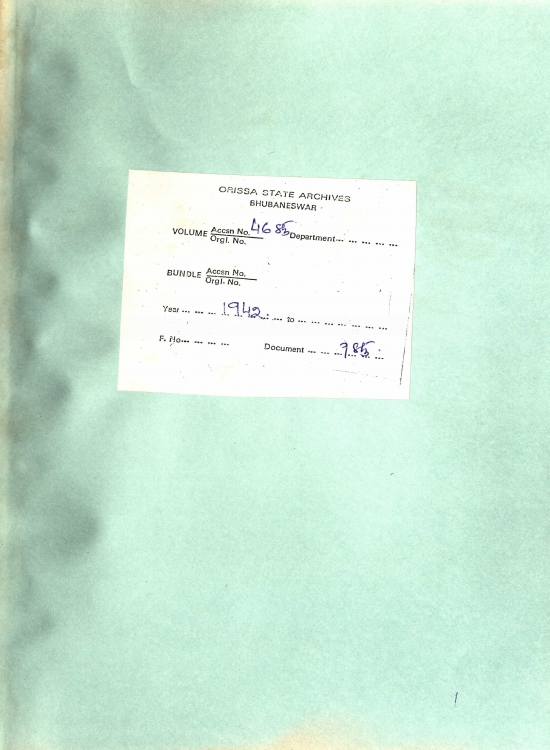 ORISSA STATE ARCHIVES
BHUBANESWAR
VOLUME Accsn No. 4685 Department... ... ... ... ...
Orgl. No.
BUNDLE Accsn No.
Orgl. No.
Year ... ... ... 1942 ... ... to ... ... ... ... ... ... ...
F. No... ... ... ... Document ... ... ... 985 ...
1